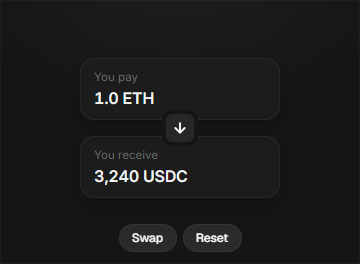 You pay
1.0 ETH
You receive
3,240 USDC
Swap Reset